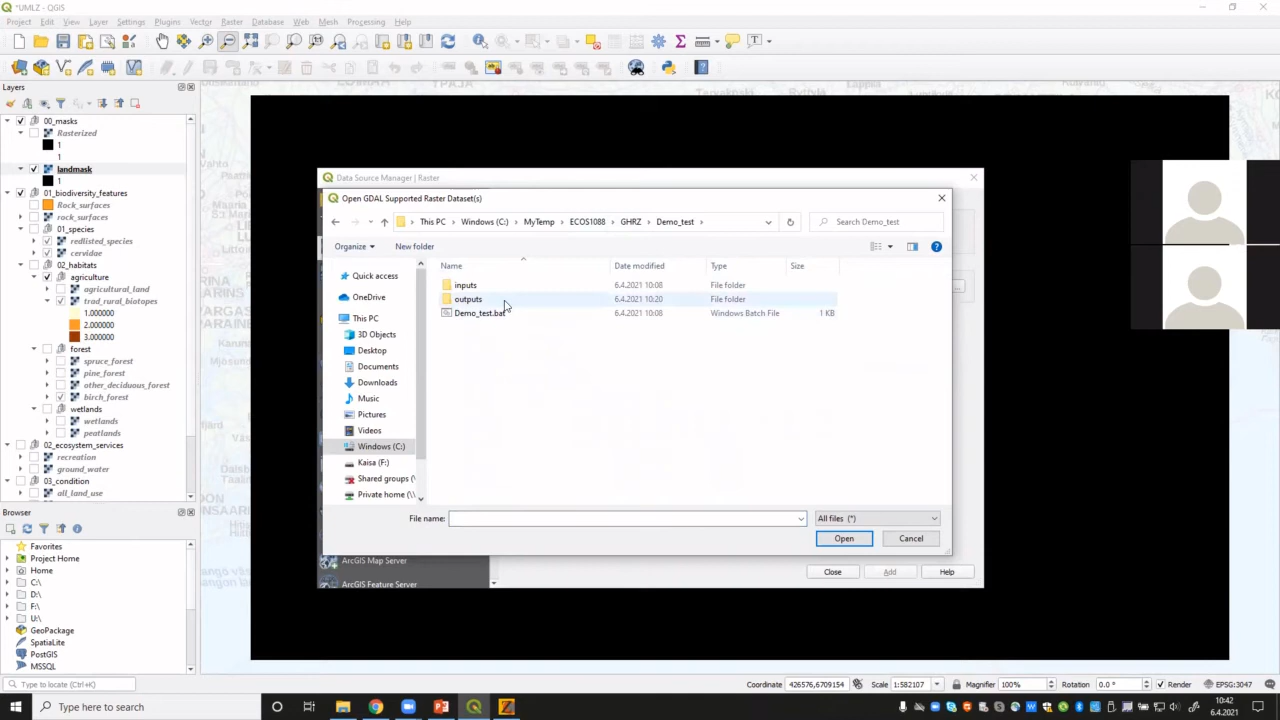 *UMLZ - QGIS
Project Edit View Layer Settings Plugins Vector Raster Database Web Mesh Processing Help
Layers
00_masks
Rasterized
1
1
landmask
1
01_biodiversity_features
Rock_surfaces
rock_surfaces
01_species
redlisted_species
cervidae
02_habitats
agriculture
agricultural_land
trad_rural_biotopes
1.000000
2.000000
3.000000
forest
spruce_forest
pine_forest
other_deciduous_forest
birch_forest
wetlands
wetlands
peatlands
02_ecosystem_services
recreation
ground_water
03_condition
all_land_use
Browser
Favorites
Project Home
Home
C:\
D:\
F:\
U:\
GeoPackage
SpatiaLite
PostGIS
MSSQL
Data Source Manager | Raster
Open GDAL Supported Raster Dataset(s)
This PC Windows (C:) MyTemp ECOS1088 GHRZ Demo_test
Search Demo_test
Organize New folder
Quick access
OneDrive
This PC
3D Objects
Desktop
Documents
Downloads
Music
Pictures
Videos
Windows (C:)
Kaisa (F:)
Shared groups (\
Private home (\\
Name Date modified Type Size
inputs 6.4.2021 10:08 File folder
outputs 6.4.2021 10:20 File folder
Demo_test.bat 6.4.2021 10:08 Windows Batch File 1 KB
File name: All files (*)
Open Cancel
ArcGIS Map Server
ArcGIS Feature Server
Close Add Help
Type to locate (Ctrl+K)
Coordinate 426576,6709154 Scale 1:582107 Magnifier 100% Rotation 0.0 ° Render EPSG:3047
Type here to search
10:42
6.4.2021